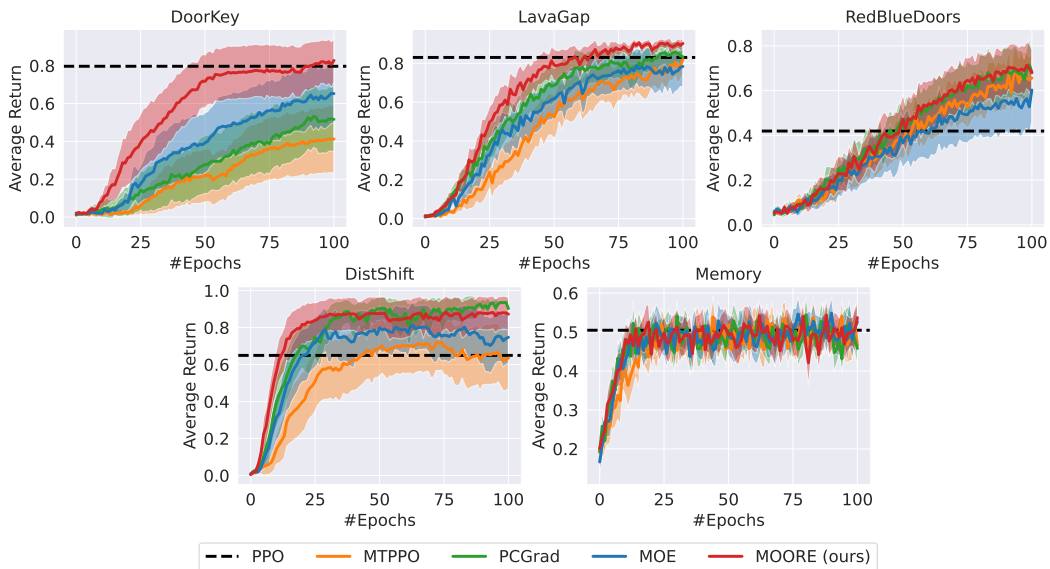 DoorKey
LavaGap
RedBlueDoors
Average Return
0.8
0.6
0.4
0.2
0.0
0 25 50 75 100
#Epochs
Average Return
0.8
0.6
0.4
0.2
0.0
0 25 50 75 100
#Epochs
Average Return
0.8
0.6
0.4
0.2
0.0
0 25 50 75 100
#Epochs
DistShift
Memory
Average Return
1.0
0.8
0.6
0.4
0.2
0.0
0 25 50 75 100
#Epochs
Average Return
0.6
0.5
0.4
0.3
0.2
0 25 50 75 100
#Epochs
PPO MTPPO PCGrad MOE MOORE (ours)